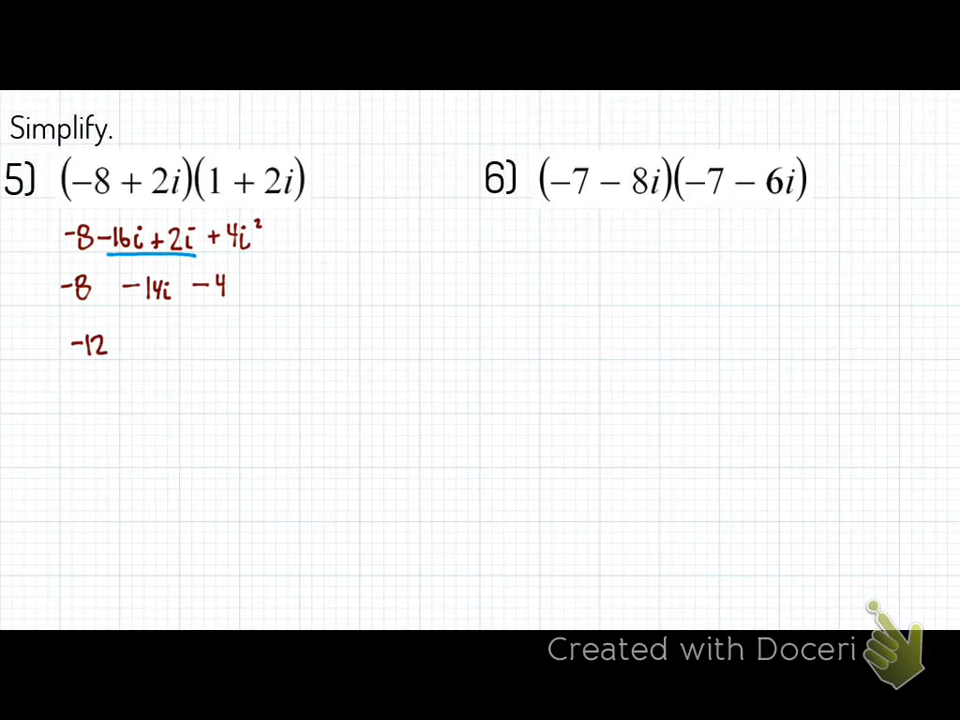 Simplify.
5) (−8 + 2i)(1 + 2i)
-8-16i+2i+4i²
-8 -14i -4
-12
6) (−7 − 8i)(−7 − 6i)
Created with Doceri